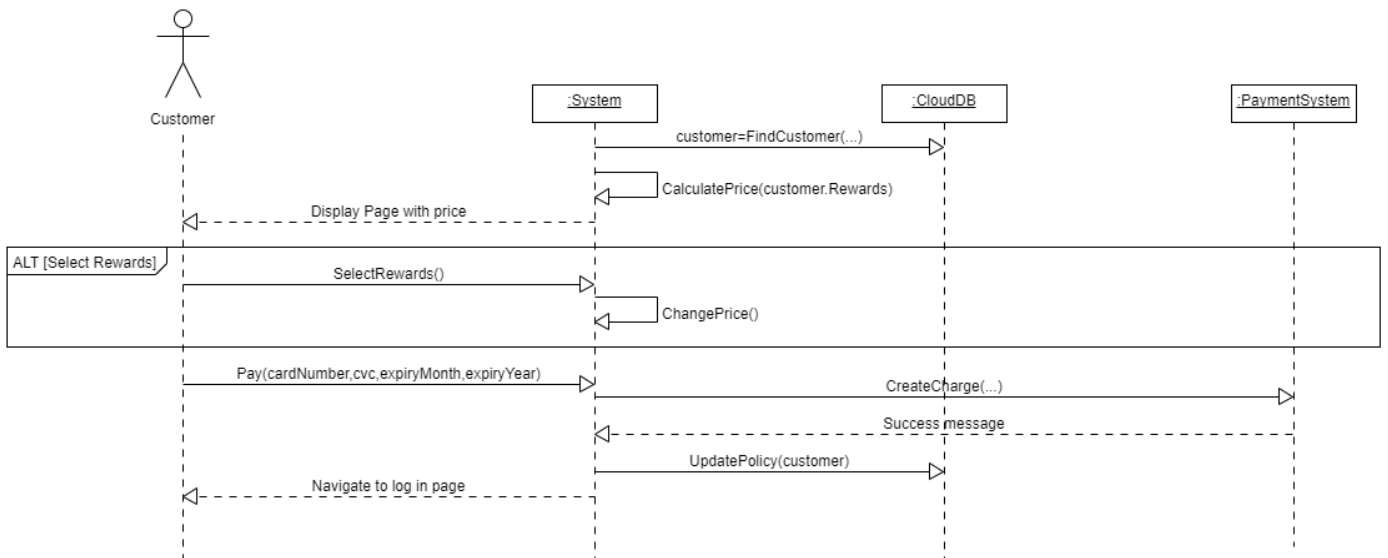 Customer
:System
:CloudDB
:PaymentSystem
customer=FindCustomer(...)
CalculatePrice(customer.Rewards)
Display Page with price
ALT [Select Rewards]
SelectRewards()
ChangePrice()
Pay(cardNumber,cvc,expiryMonth,expiryYear)
CreateCharge(...)
Success message
UpdatePolicy(customer)
Navigate to log in page